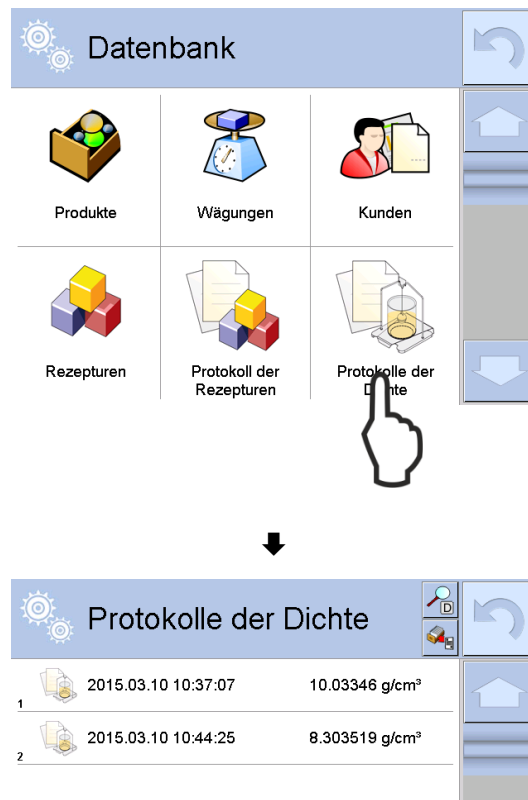 Datenbank
Produkte
Wägungen
Kunden
Rezepturen
Protokoll der
Rezepturen
Protokolle der
Dichte
Protokolle der Dichte
D
1
2015.03.10 10:37:07
10.03346 g/cm³
2
2015.03.10 10:44:25
8.303519 g/cm³